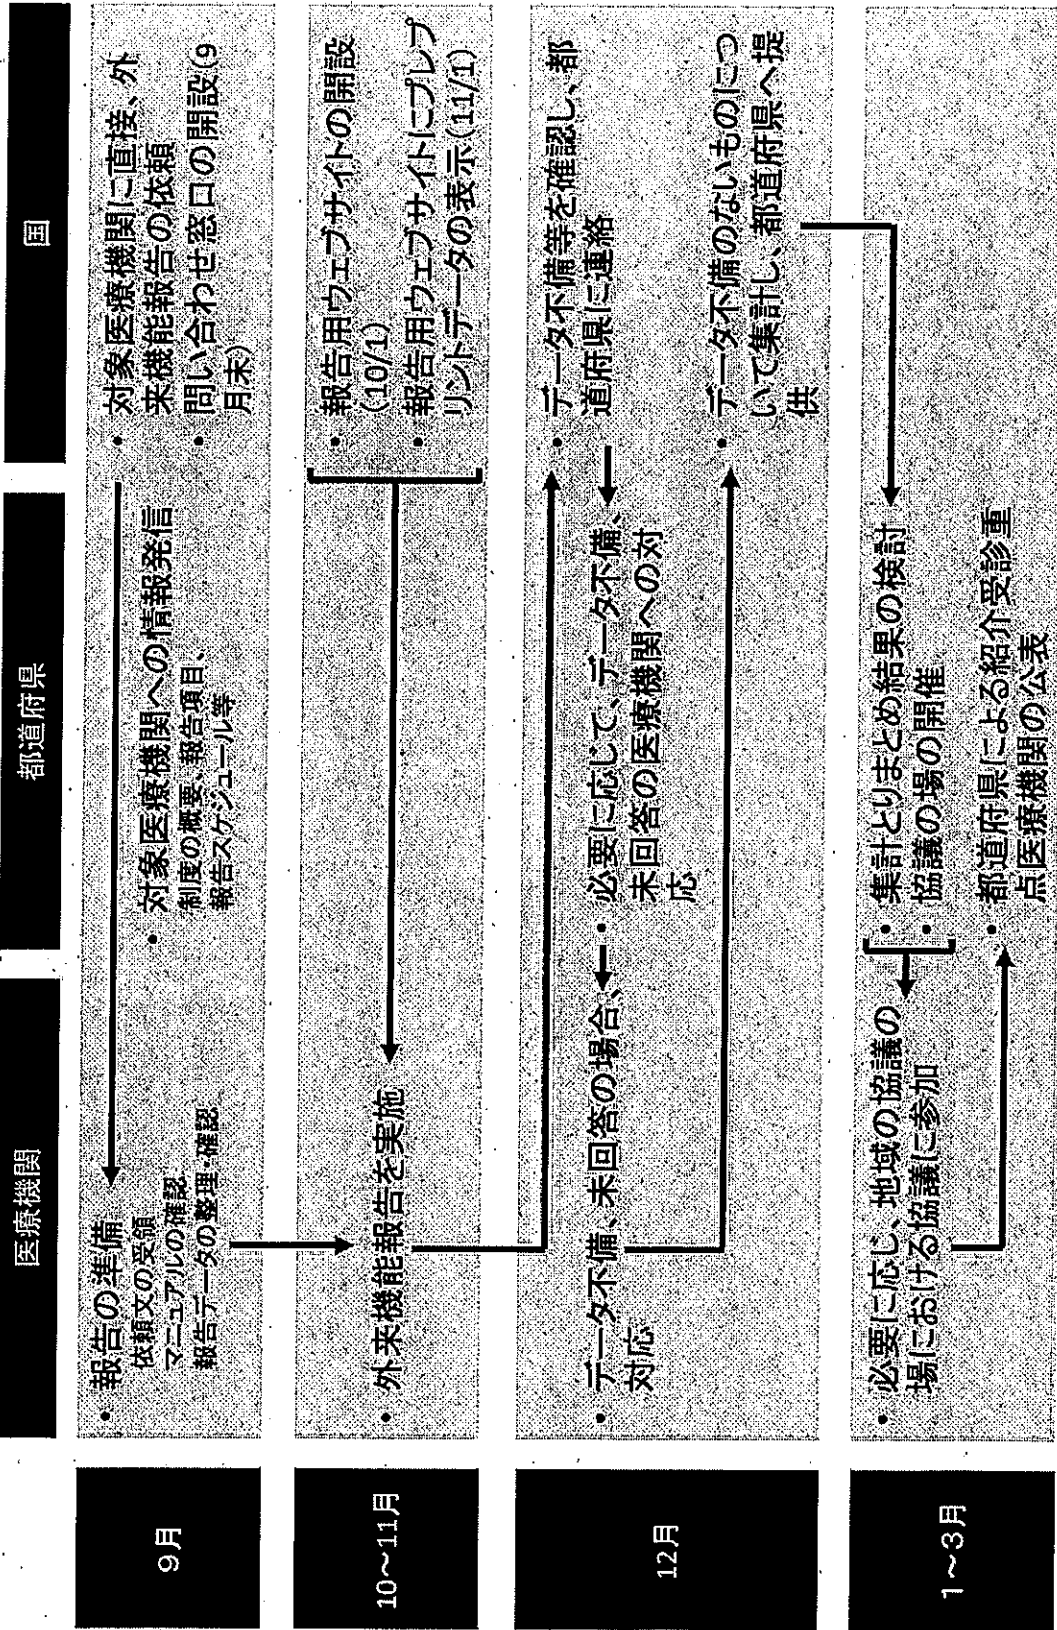 医療機関
都道府県
国
9月
・ 報告の準備
依頼文の受領
マニュアルの確認
報告データの整理・確認
・ 対象医療機関への情報発信
制度の概要、報告項目、
報告スケジュール等
・ 対象医療機関に直接、外
来機能報告の依頼
・ 問い合わせ窓口の開設(9
月末)
10～11月
・ 外来機能報告を実施
・ 報告用ウェブサイトの開設
(10/1)
・ 報告用ウェブサイトにプレプ
リントデータの表示(11/1)
12月
・ データ不備、未回答の場合、
対応
・ 必要に応じて、データ不備、
未回答の医療機関への対
応
・ データ不備等を確認し、都
道府県に連絡
・ データ不備のないものにつ
いて集計し、都道府県へ提
供
1～3月
・ 必要に応じ、地域の協議の
場における協議に参加
・ 集計とりまとめ結果の検討
・ 協議の場の開催
・ 都道府県による紹介受診重
点医療機関の公表